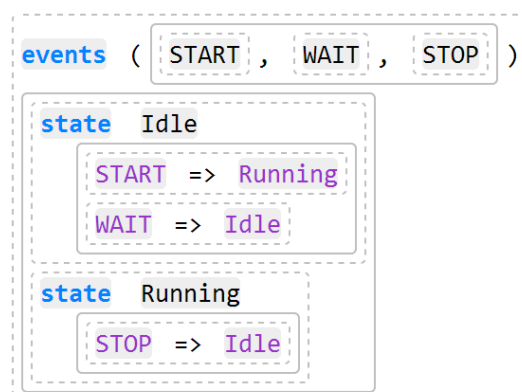 events ( START , WAIT , STOP )
state Idle
START => Running
WAIT => Idle
state Running
STOP => Idle